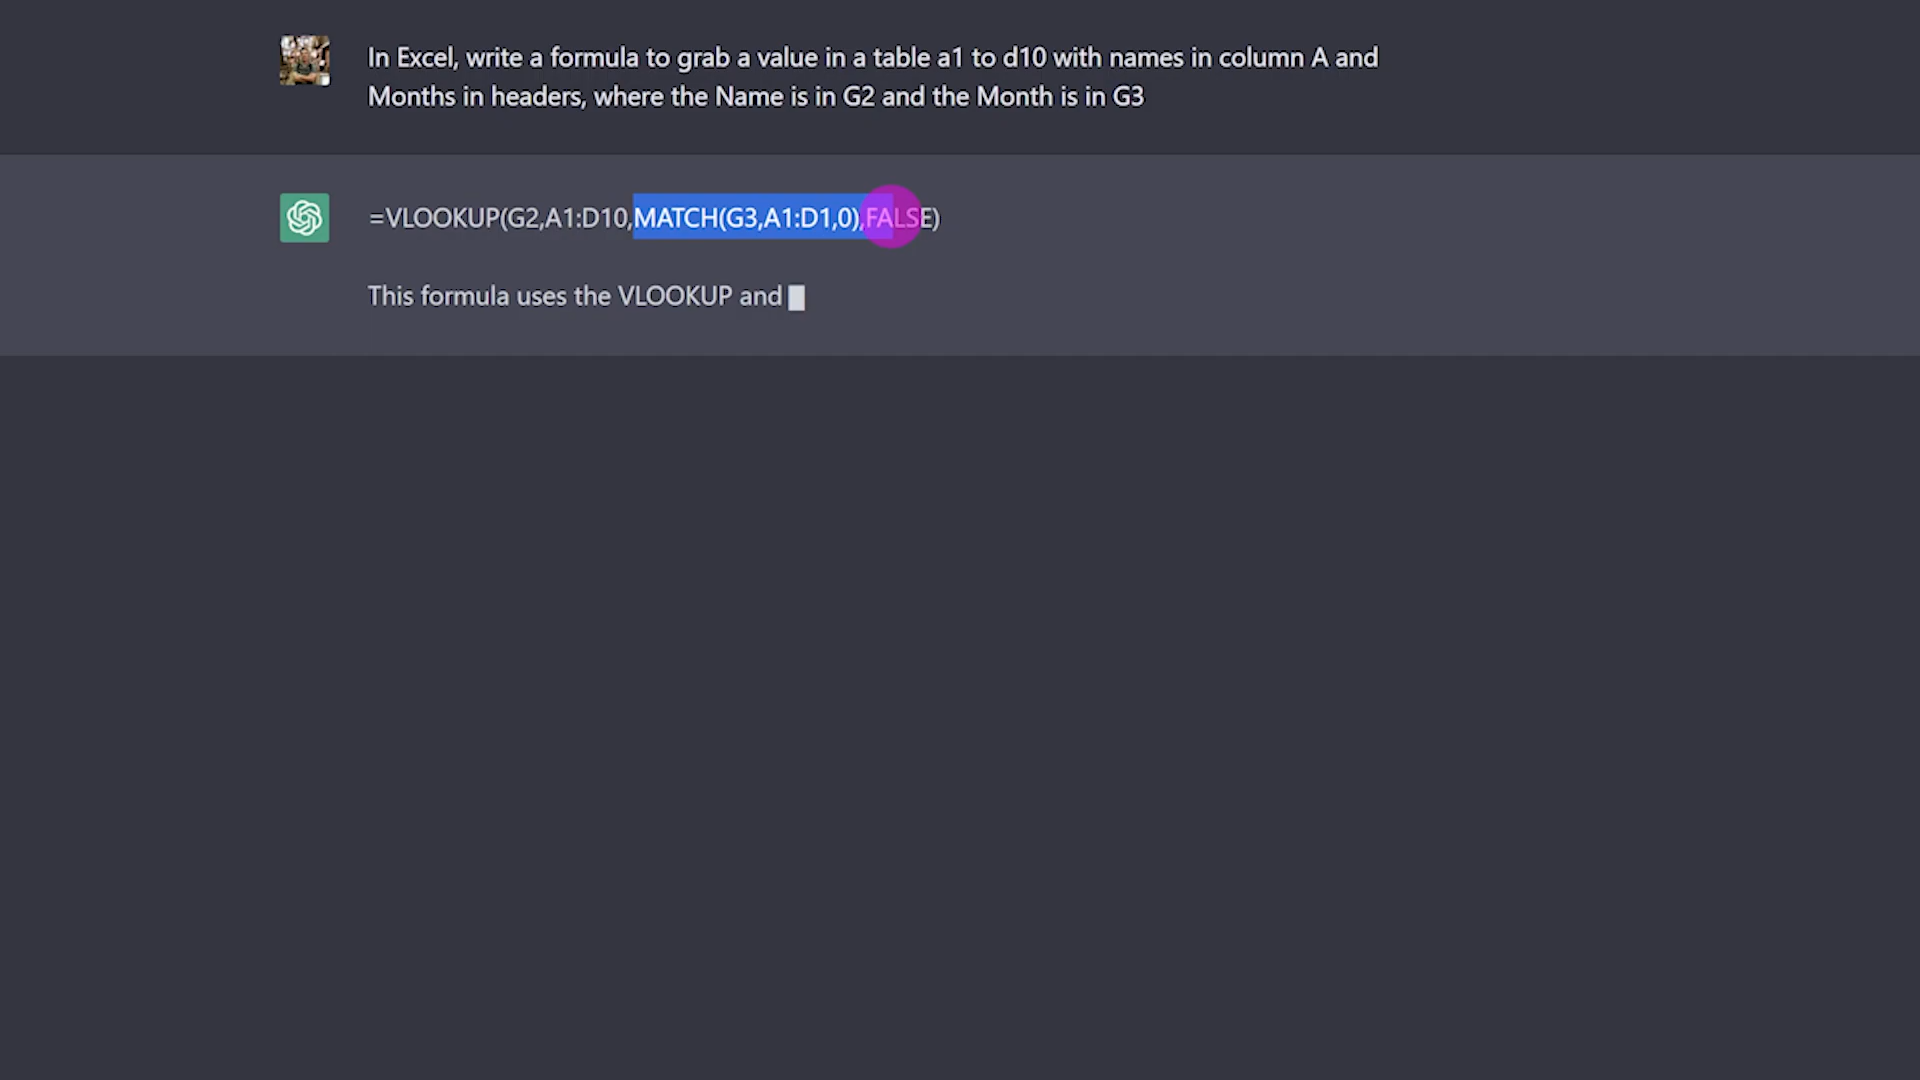 In Excel, write a formula to grab a value in a table a1 to d10 with names in column A and
Months in headers, where the Name is in G2 and the Month is in G3
=VLOOKUP(G2,A1:D10,MATCH(G3,A1:D1,0),FALSE)
This formula uses the VLOOKUP and